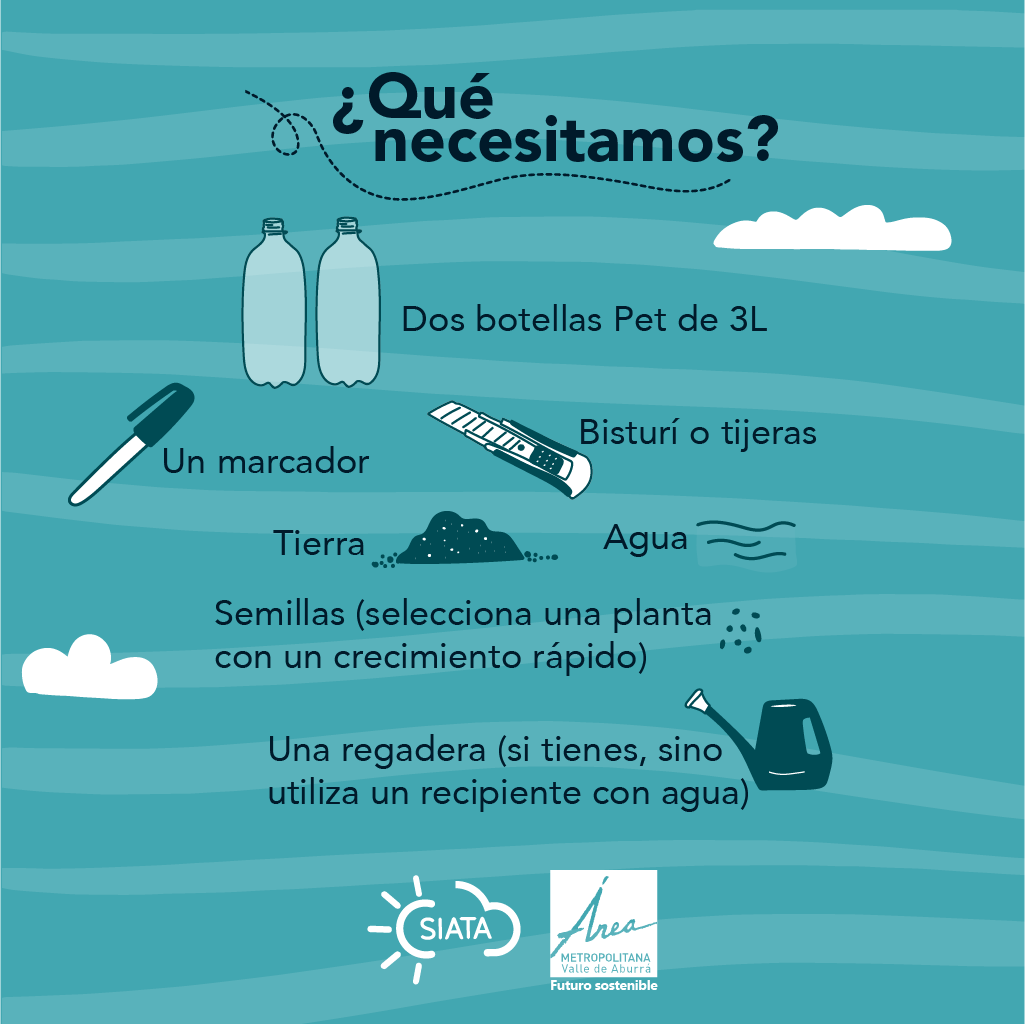 ¿Qué
necesitamos?
Dos botellas Pet de 3L
Un marcador
Bisturí o tijeras
Tierra
Agua
Semillas (selecciona una planta
con un crecimiento rápido)
Una regadera (si tienes, sino
utiliza un recipiente con agua)
SIATA
Área
METROPOLITANA
Valle de Aburrá
Futuro sostenible